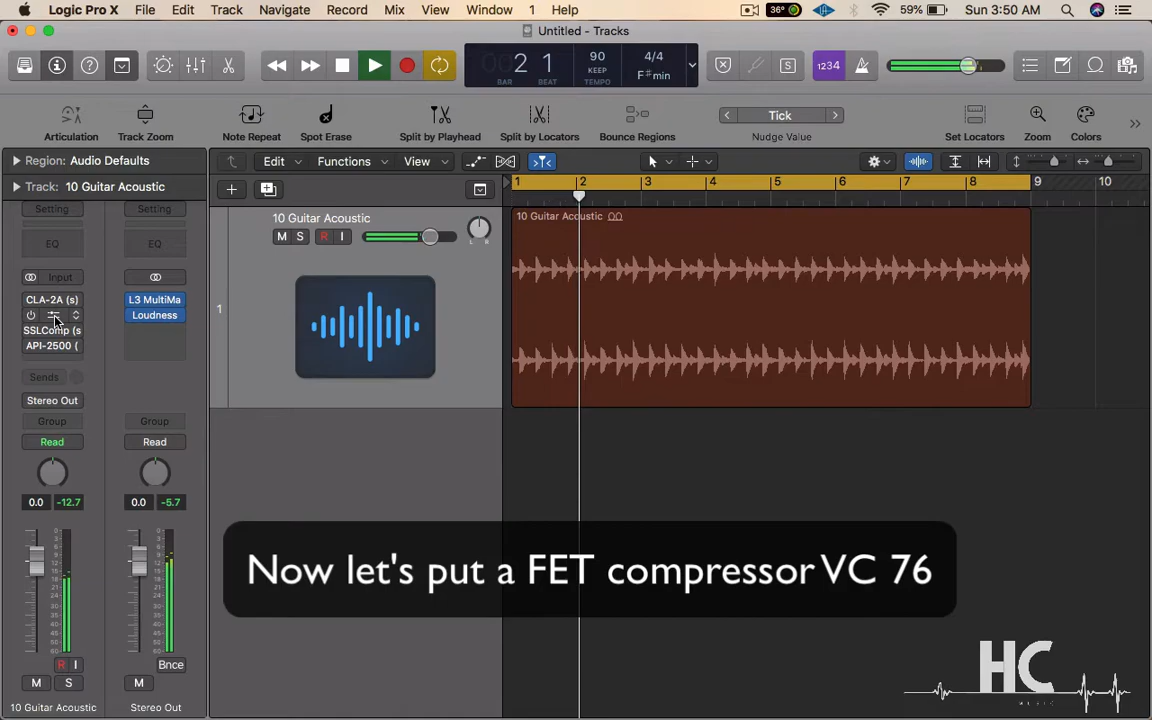 Logic Pro X File Edit Track Navigate Record Mix View Window 1 Help 36° 59% Sun 3:50 AM
Untitled - Tracks
2 1 90 4/4
BAR BEAT KEEP TEMPO F♯min
1234
Articulation Track Zoom Note Repeat Spot Erase Split by Playhead Split by Locators Bounce Regions Tick Nudge Value Set Locators Zoom Colors
Region: Audio Defaults
Edit Functions View
Track: 10 Guitar Acoustic
1 2 3 4 5 6 7 8 9 10
Setting Setting
10 Guitar Acoustic
M S R I
L R
10 Guitar Acoustic
EQ EQ
Input
CLA-2A (s) L3 MultiMa
Loudness
SSLComp (s
API-2500 (
1
Sends
Stereo Out
Group Group
Read Read
0.0 -12.7 0.0 -5.7
Now let's put a FET compressor VC 76
R I Bnce
M S M
10 Guitar Acoustic Stereo Out
HC